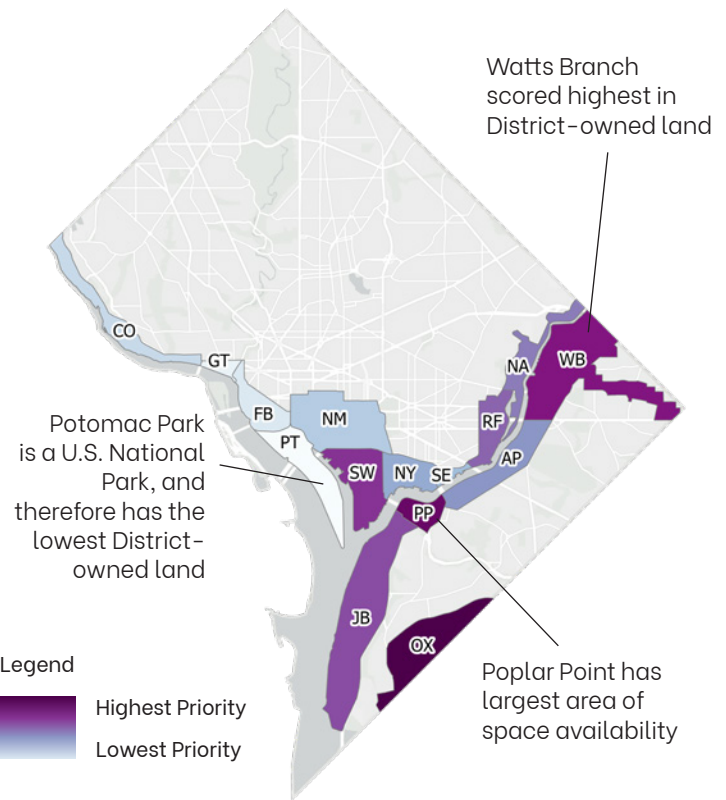 Watts Branch
scored highest in
District-owned land
CO
GT
FB
NM
PT
NA
WB
RF
AP
SW
NY
SE
PP
JB
OX
Potomac Park
is a U.S. National
Park, and
therefore has the
lowest District-
owned land
Poplar Point has
largest area of
space availability
Legend
Highest Priority
Lowest Priority